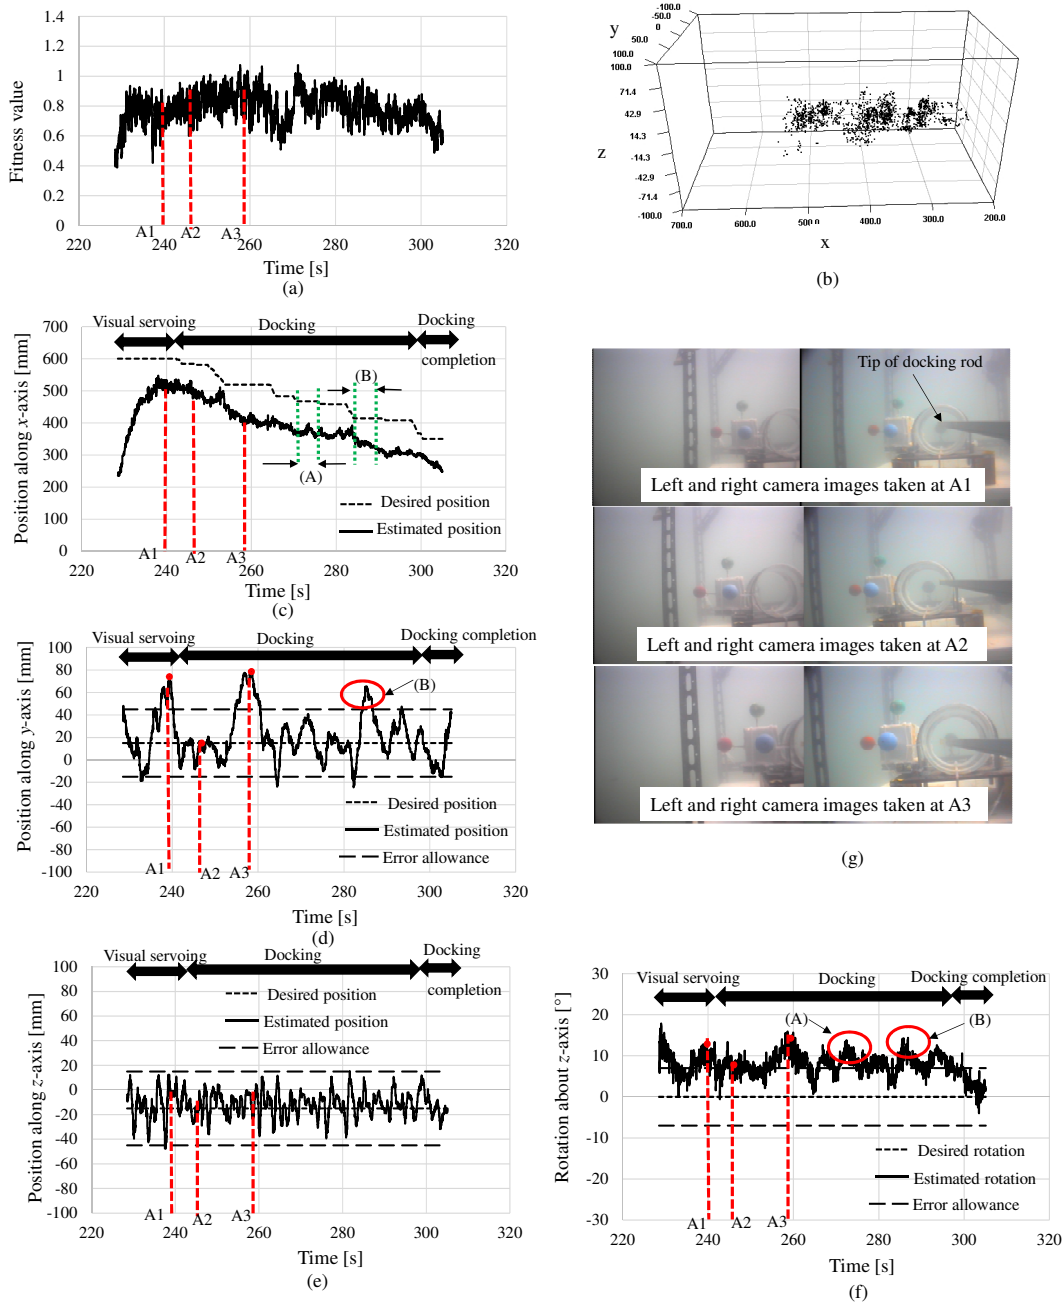 1.4
1.2
1
0.8
0.6
0.4
0.2
0
Fitness value
A1
A2
A3
220
240
260
280
300
320
Time [s]
(a)
-100.0
-50.0
0
y
50.0
100.0
100.0
71.4
42.9
14.3
z
-14.3
-42.9
-71.4
-100.0
700.0
600.0
500.0
400.0
300.0
200.0
x
(b)
700
600
500
400
300
200
100
0
Position along x-axis [mm]
Visual servoing
Docking
Docking
completion
(B)
(A)
Desired position
Estimated position
A1
A2
A3
220
240
260
280
300
320
Time [s]
(c)
Tip of docking rod
Left and right camera images taken at A1
Left and right camera images taken at A2
Left and right camera images taken at A3
(g)
100
80
60
40
20
0
-20
-40
-60
-80
-100
Position along y-axis [mm]
Visual servoing
Docking
Docking completion
(B)
Desired position
Estimated position
Error allowance
A1
A2
A3
220
240
260
280
300
320
Time [s]
(d)
100
80
60
40
20
0
-20
-40
-60
-80
-100
Position along z-axis [mm]
Visual servoing
Docking
Docking
completion
Desired position
Estimated position
Error allowance
A1
A2
A3
220
240
260
280
300
320
Time [s]
(e)
30
20
10
0
-10
-20
-30
Rotation about z-axis [°]
Visual servoing
Docking
Docking completion
(A)
(B)
Desired rotation
Estimated rotation
Error allowance
A1
A2
A3
220
240
260
280
300
320
Time [s]
(f)